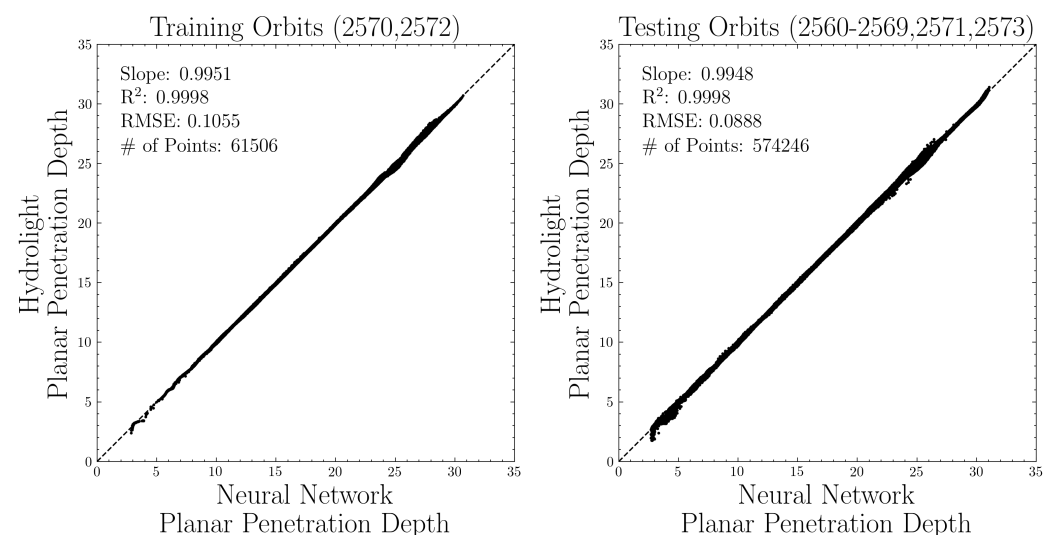 Training Orbits (2570,2572)
Slope: 0.9951
R²: 0.9998
RMSE: 0.1055
# of Points: 61506
Hydrolight
Planar Penetration Depth
35
30
25
20
15
10
5
0
0 5 10 15 20 25 30 35
Neural Network
Planar Penetration Depth
Testing Orbits (2560-2569,2571,2573)
Slope: 0.9948
R²: 0.9998
RMSE: 0.0888
# of Points: 574246
Hydrolight
Planar Penetration Depth
35
30
25
20
15
10
5
0
0 5 10 15 20 25 30 35
Neural Network
Planar Penetration Depth